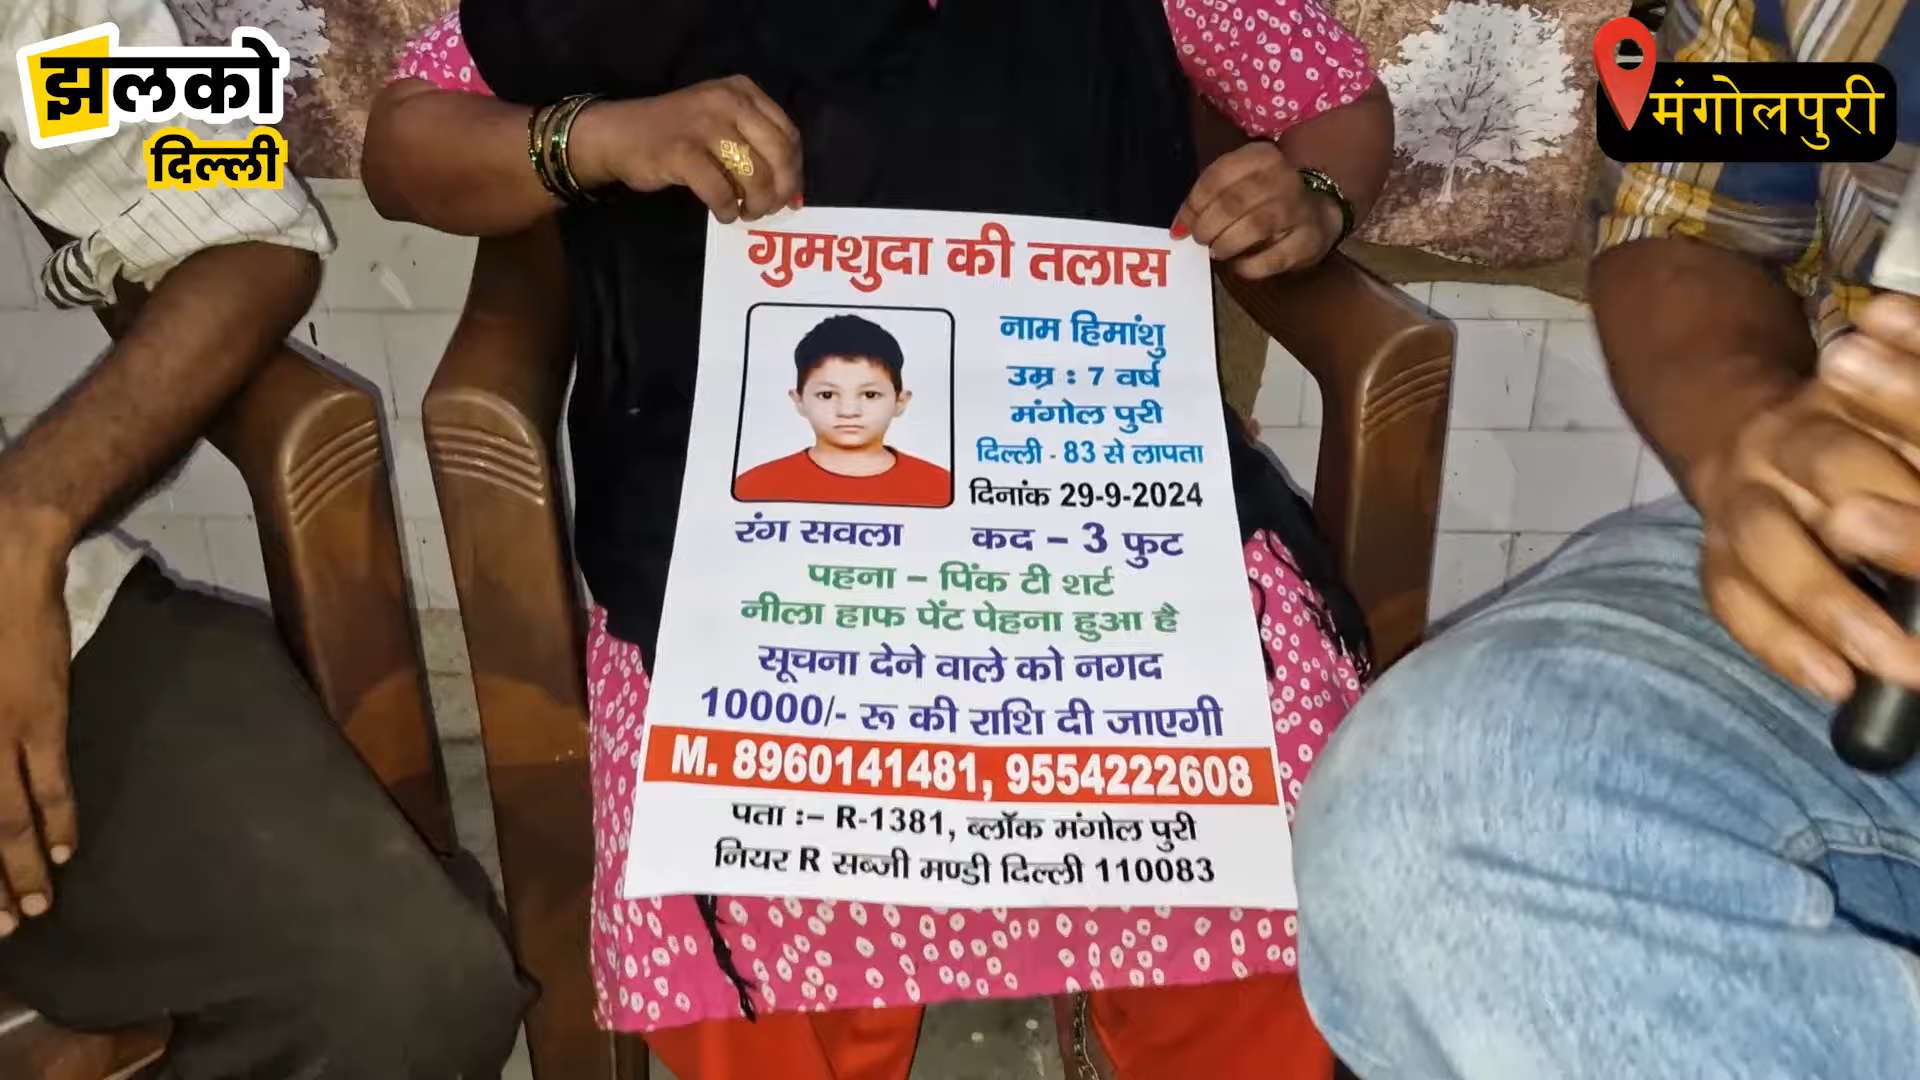 झलको
दिल्ली
मंगोलपुरी
गुमशुदा की तलास
नाम हिमांशु
उम्र : 7 वर्ष
मंगोल पुरी
दिल्ली - 83 से लापता
दिनांक 29-9-2024
रंग सवला कद – 3 फुट
पहना – पिंक टी शर्ट
नीला हाफ पेंट पेहना हुआ है
सूचना देने वाले को नगद
10000/- रू की राशि दी जाएगी
M. 8960141481, 9554222608
पता :– R-1381, ब्लॉक मंगोल पुरी
नियर R सब्जी मण्डी दिल्ली 110083